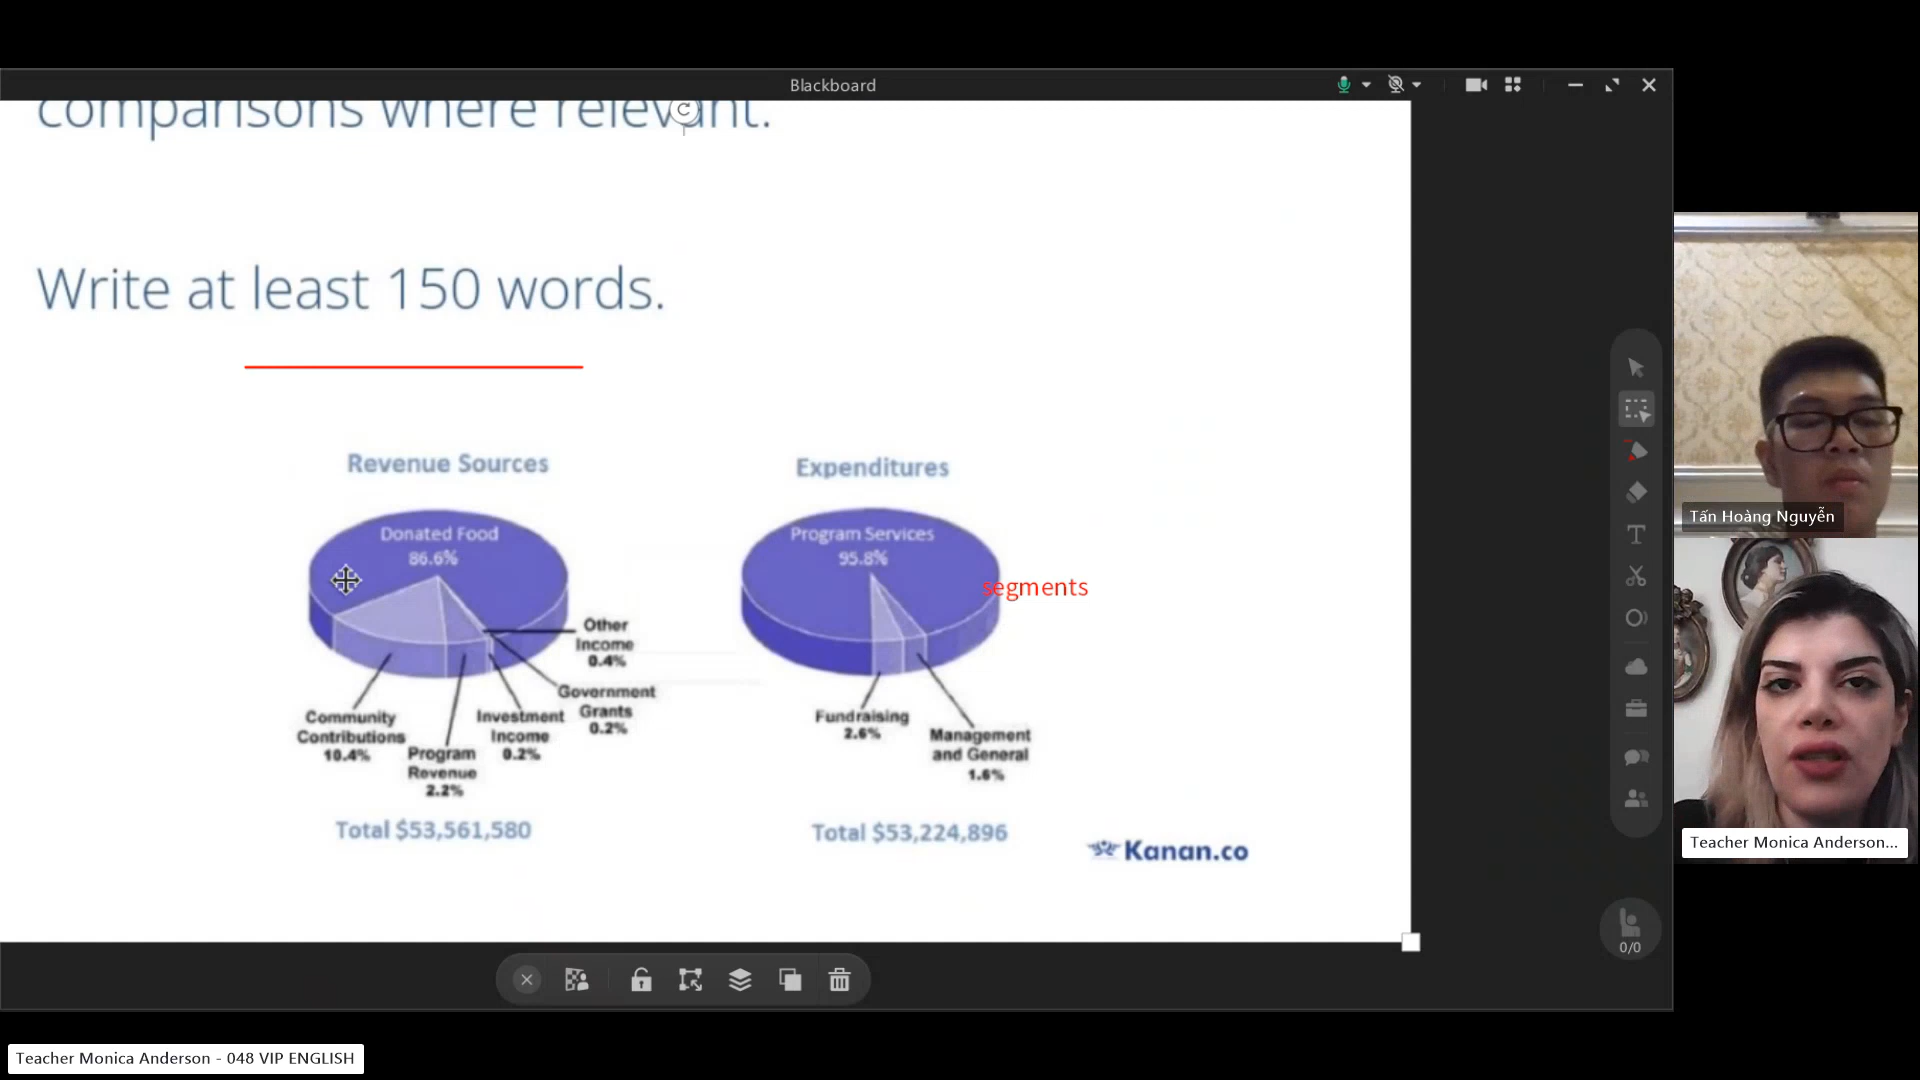 Blackboard
comparisons where relevant.
Write at least 150 words.
Revenue Sources
Donated Food
86.6%
Other
Income
0.4%
Government
Grants
0.2%
Investment
Income
0.2%
Community
Contributions
10.4%
Program
Revenue
2.2%
Total $53,561,580
Expenditures
Program Services
95.8%
segments
Fundraising
2.6%
Management
and General
1.6%
Total $53,224,896
Kanan.co
Tấn Hoàng Nguyễn
Teacher Monica Anderson...
0/0
Teacher Monica Anderson - 048 VIP ENGLISH